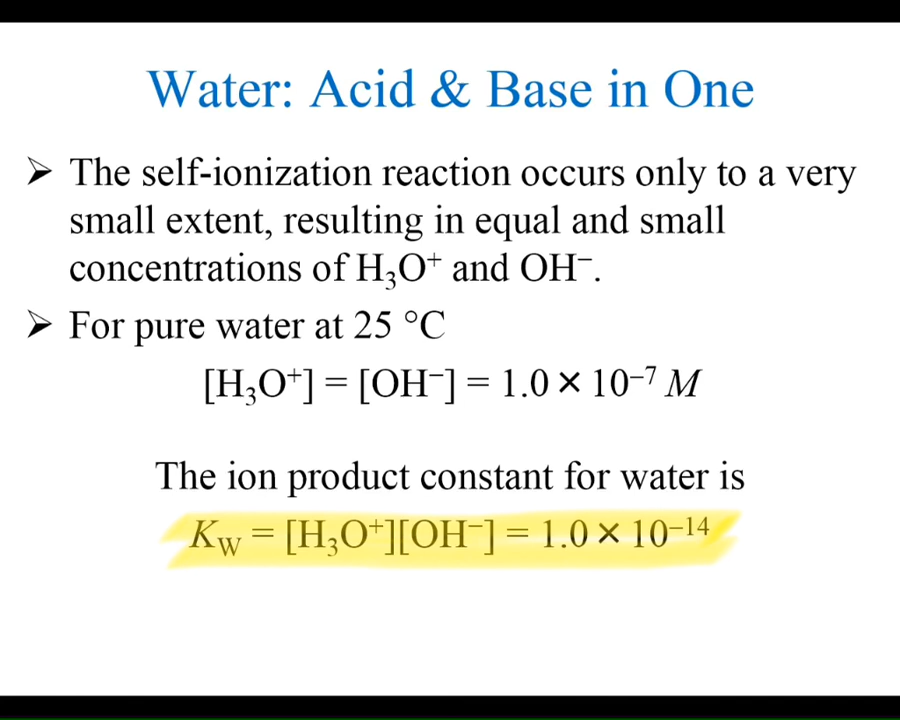 Water: Acid & Base in One
➢ The self-ionization reaction occurs only to a very
small extent, resulting in equal and small
concentrations of H₃O⁺ and OH⁻.
➢ For pure water at 25 °C
[H₃O⁺] = [OH⁻] = 1.0 × 10⁻⁷ M
The ion product constant for water is
K_W = [H₃O⁺][OH⁻] = 1.0 × 10⁻¹⁴